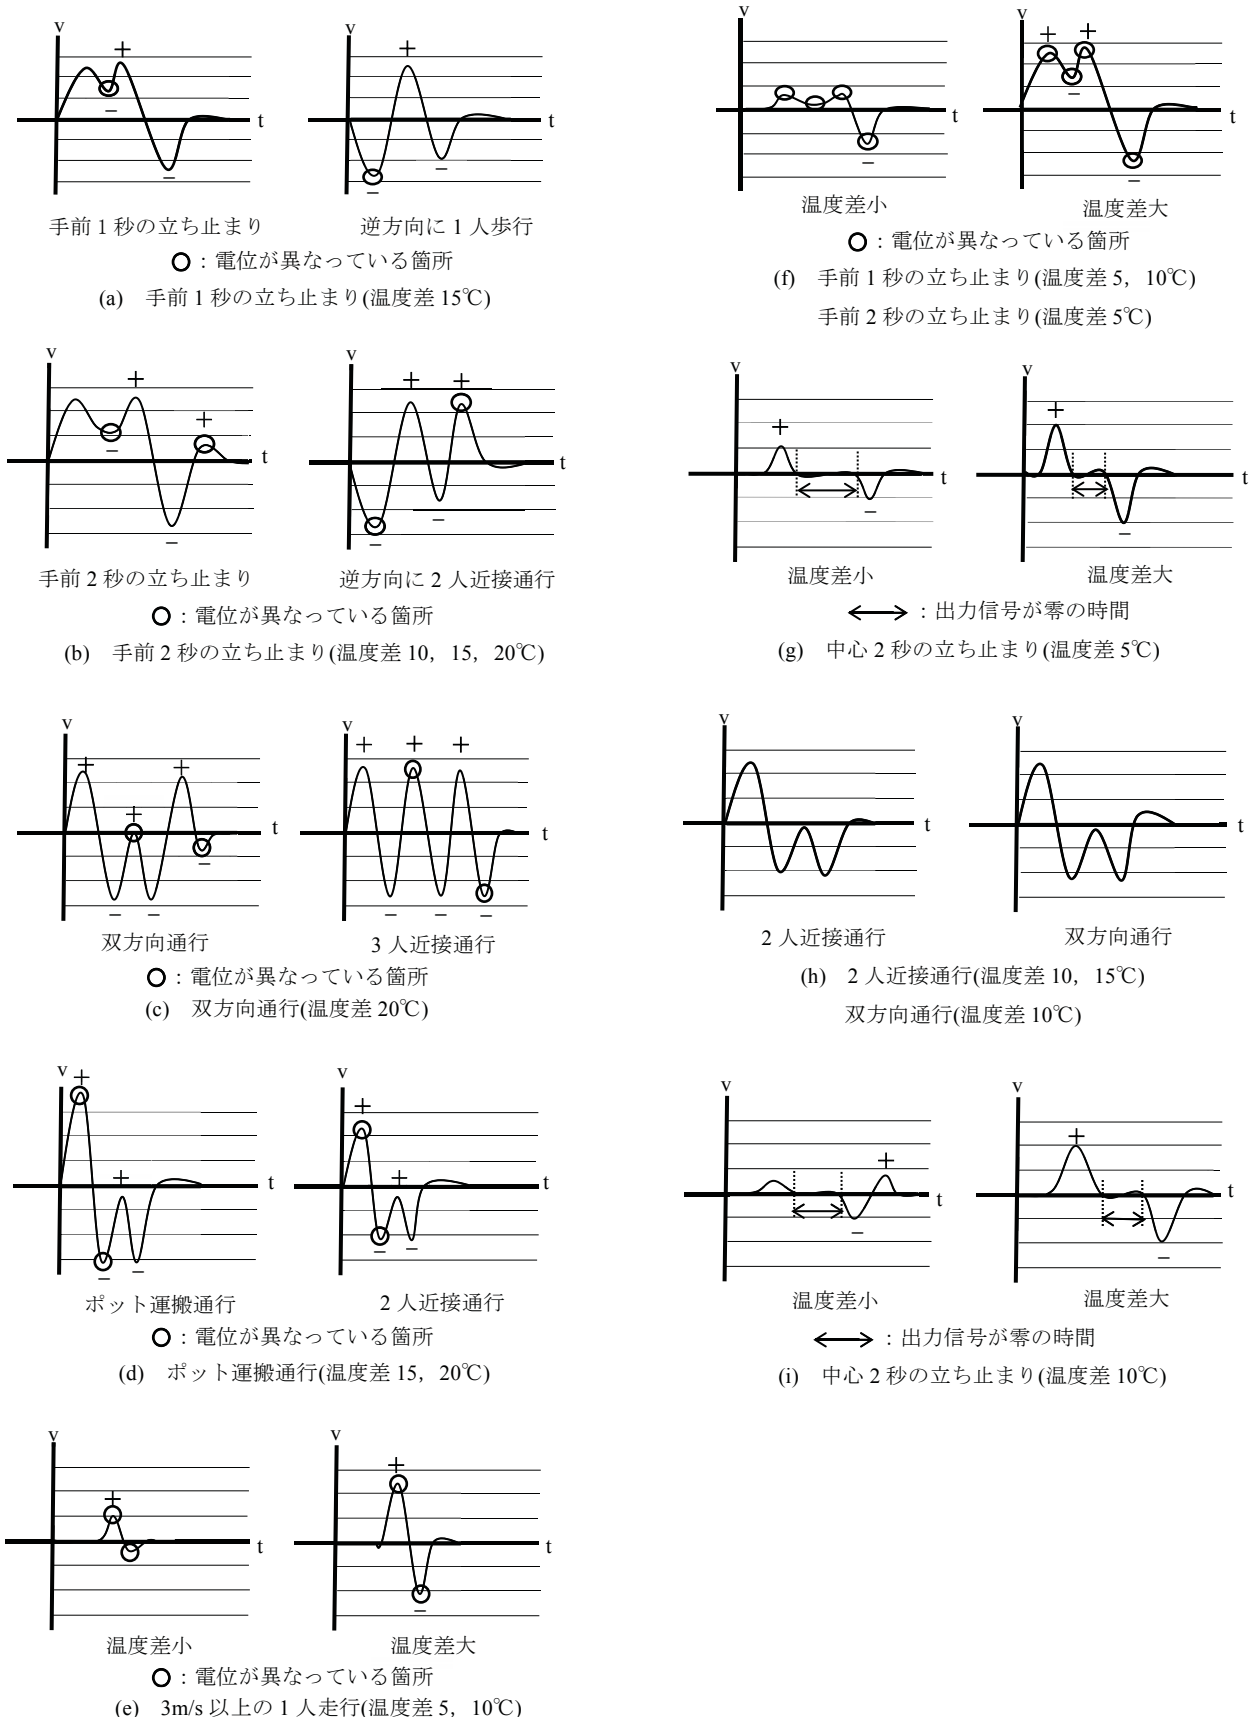 v
+
−
t
−
手前1秒の立ち止まり
v
+
−
−
逆方向に1人歩行
○：電位が異なっている箇所
(a) 手前1秒の立ち止まり(温度差15℃)
v
+
+
−
t
−
手前2秒の立ち止まり
v
+
+
t
−
−
逆方向に2人近接通行
○：電位が異なっている箇所
(b) 手前2秒の立ち止まり(温度差10，15，20℃)
v
+
+
+
t
−
−
−
双方向通行
v
+
+
+
t
−
−
−
3人近接通行
○：電位が異なっている箇所
(c) 双方向通行(温度差20℃)
v
+
+
t
−
−
ポット運搬通行
v
+
+
t
−
−
2人近接通行
○：電位が異なっている箇所
(d) ポット運搬通行(温度差15，20℃)
v
+
t
温度差小
v
+
t
−
温度差大
○：電位が異なっている箇所
(e) 3m/s以上の1人走行(温度差5，10℃)
v
t
−
温度差小
v
+
+
−
t
−
温度差大
○：電位が異なっている箇所
(f) 手前1秒の立ち止まり(温度差5，10℃)
手前2秒の立ち止まり(温度差5℃)
v
+
t
−
温度差小
v
+
t
−
温度差大
↔：出力信号が零の時間
(g) 中心2秒の立ち止まり(温度差5℃)
v
t
2人近接通行
v
t
双方向通行
(h) 2人近接通行(温度差10，15℃)
双方向通行(温度差10℃)
v
+
t
−
温度差小
v
+
t
−
温度差大
↔：出力信号が零の時間
(i) 中心2秒の立ち止まり(温度差10℃)